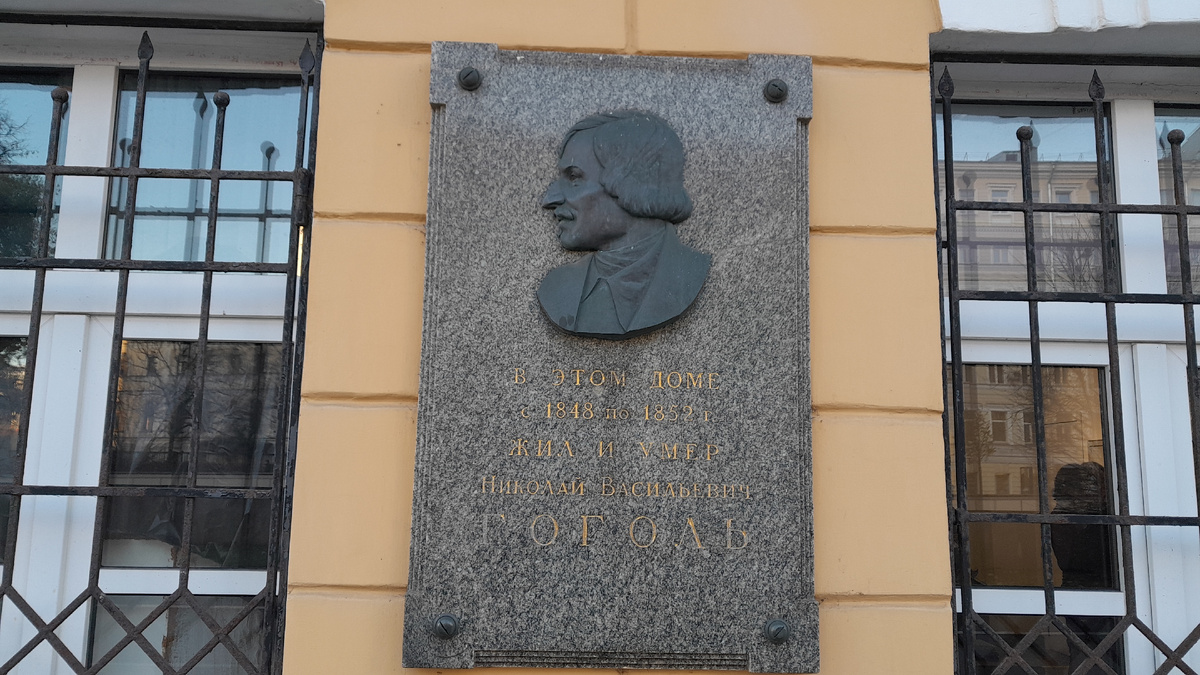 В ЭТОМ ДОМЕ
с 1848 по 1852 г.
ЖИЛ И УМЕР
НИКОЛАЙ ВАСИЛЬЕВИЧ
ГОГОЛЬ